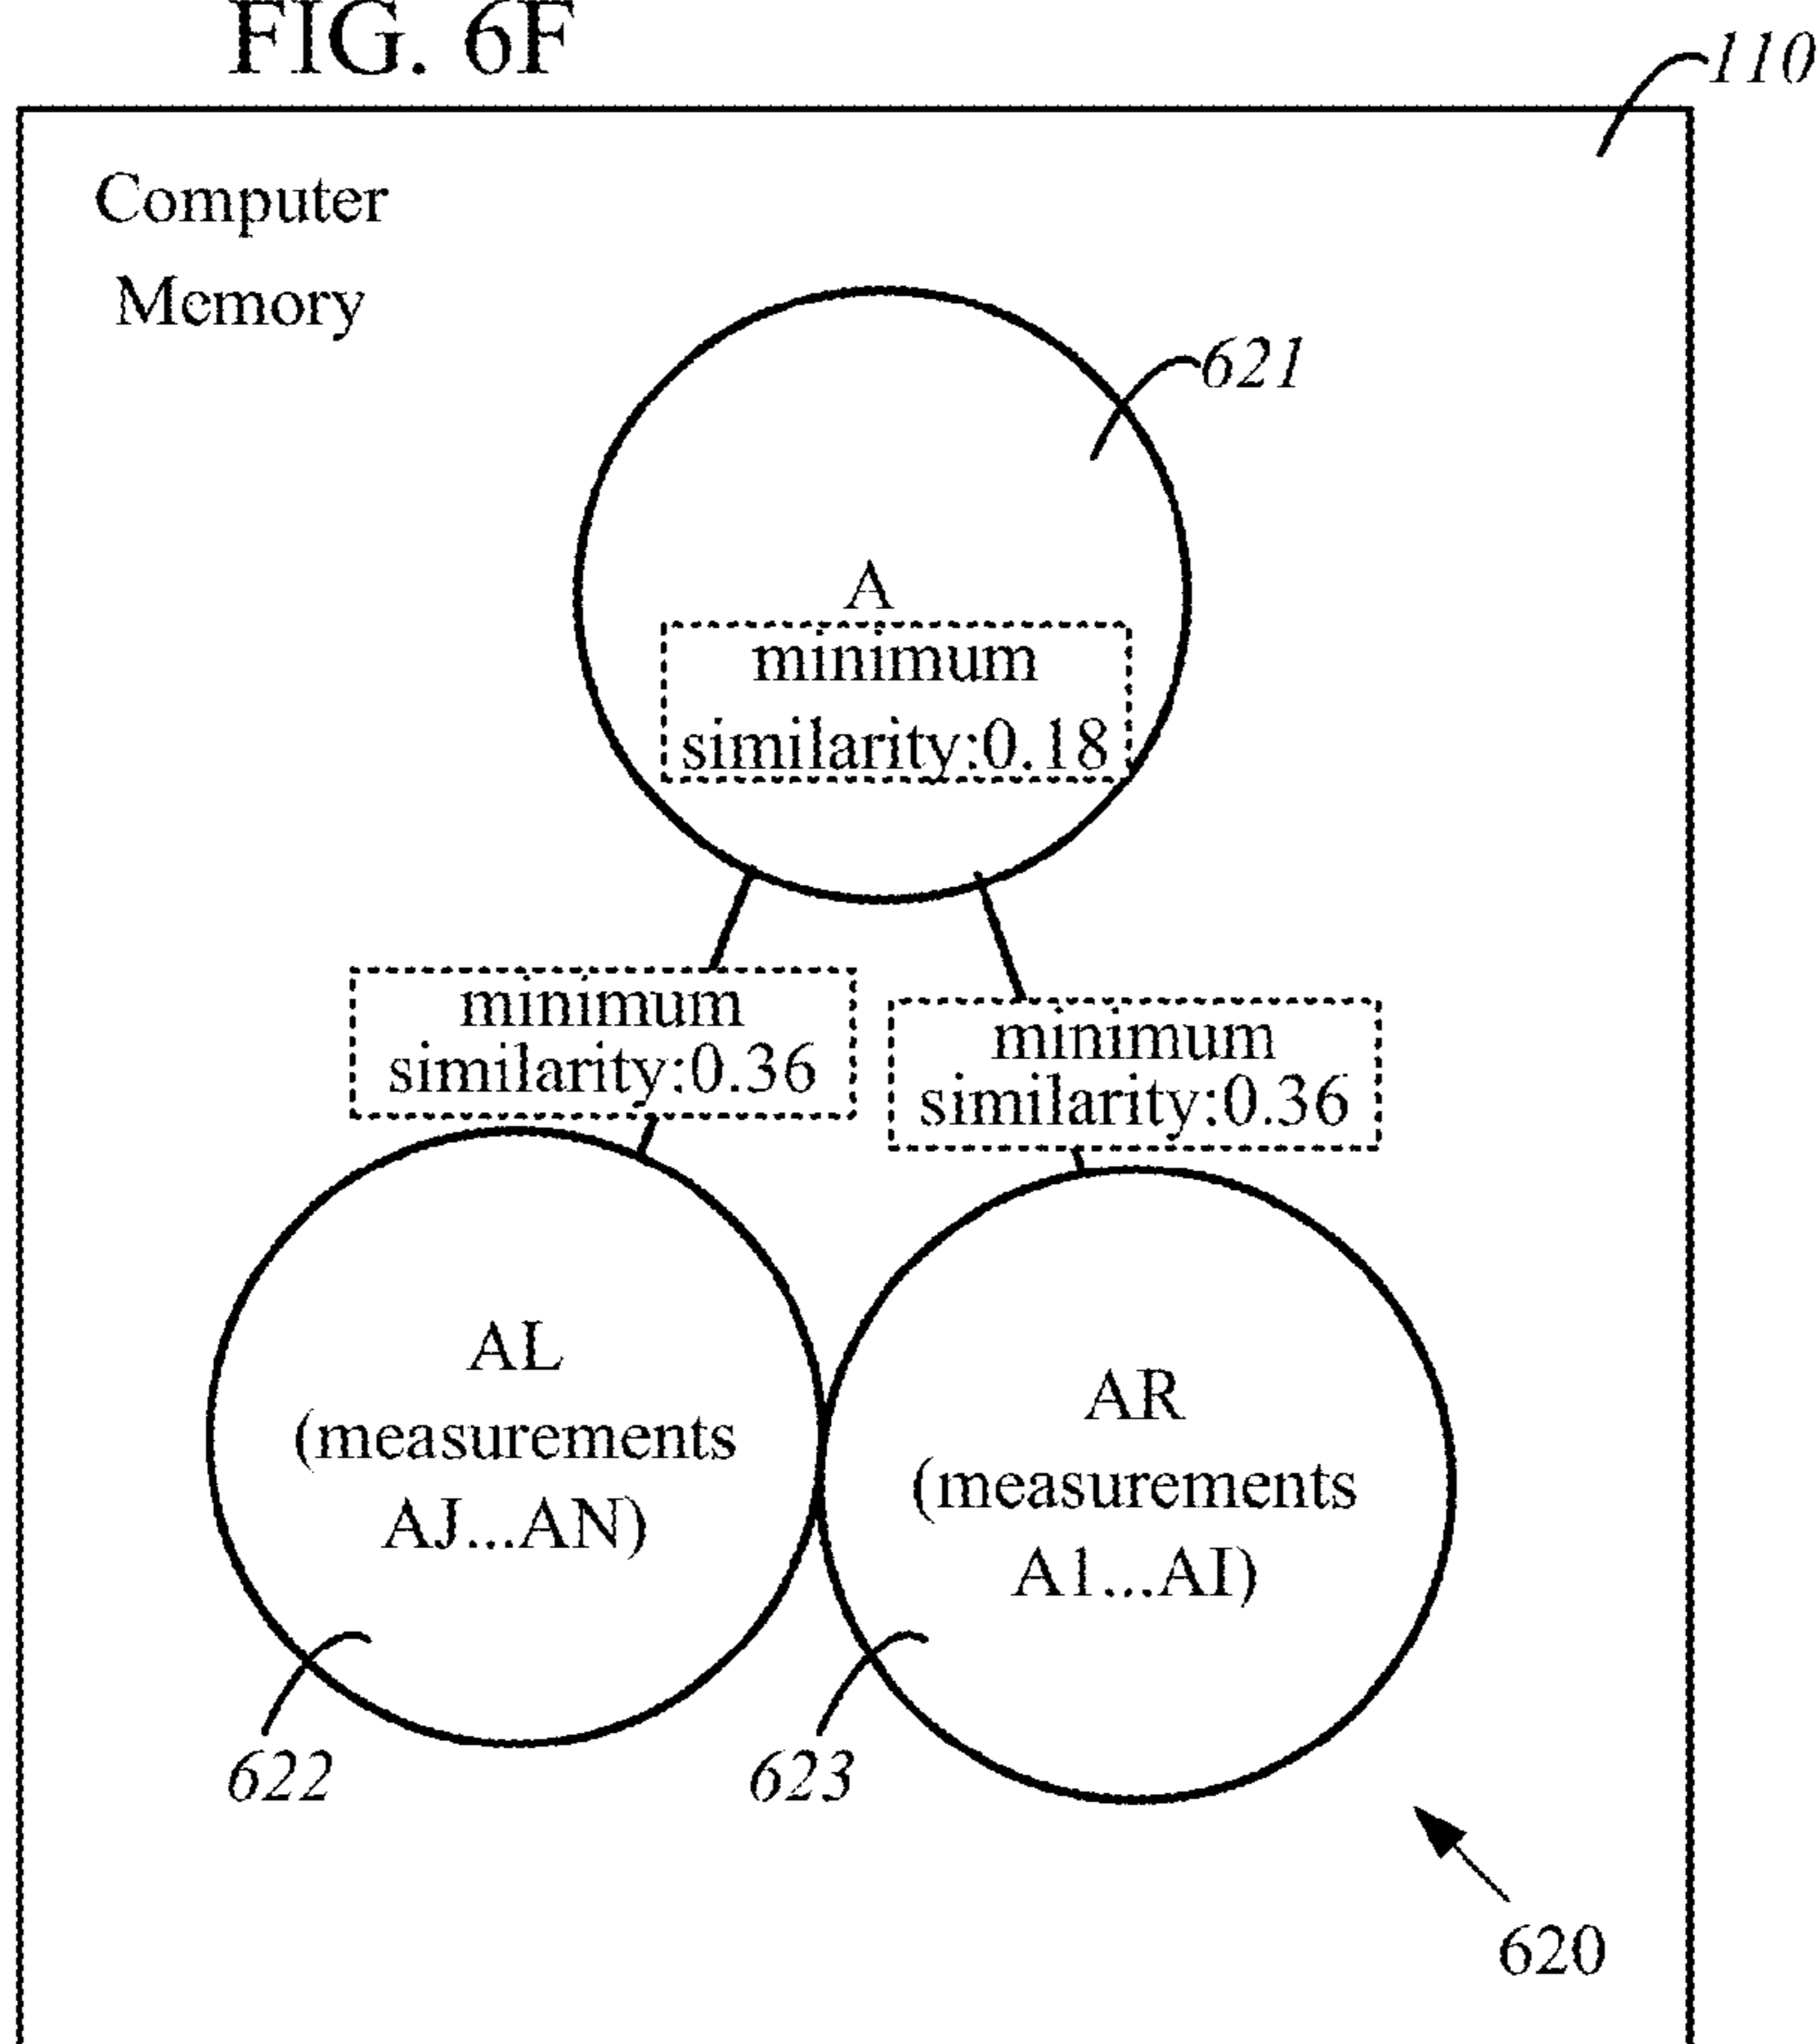 FIG. 6F
110
Computer
Memory
621
A
minimum
similarity:0.18
minimum
similarity:0.36
minimum
similarity:0.36
AL
(measurements
AJ...AN)
AR
(measurements
A1...AI)
622
623
620